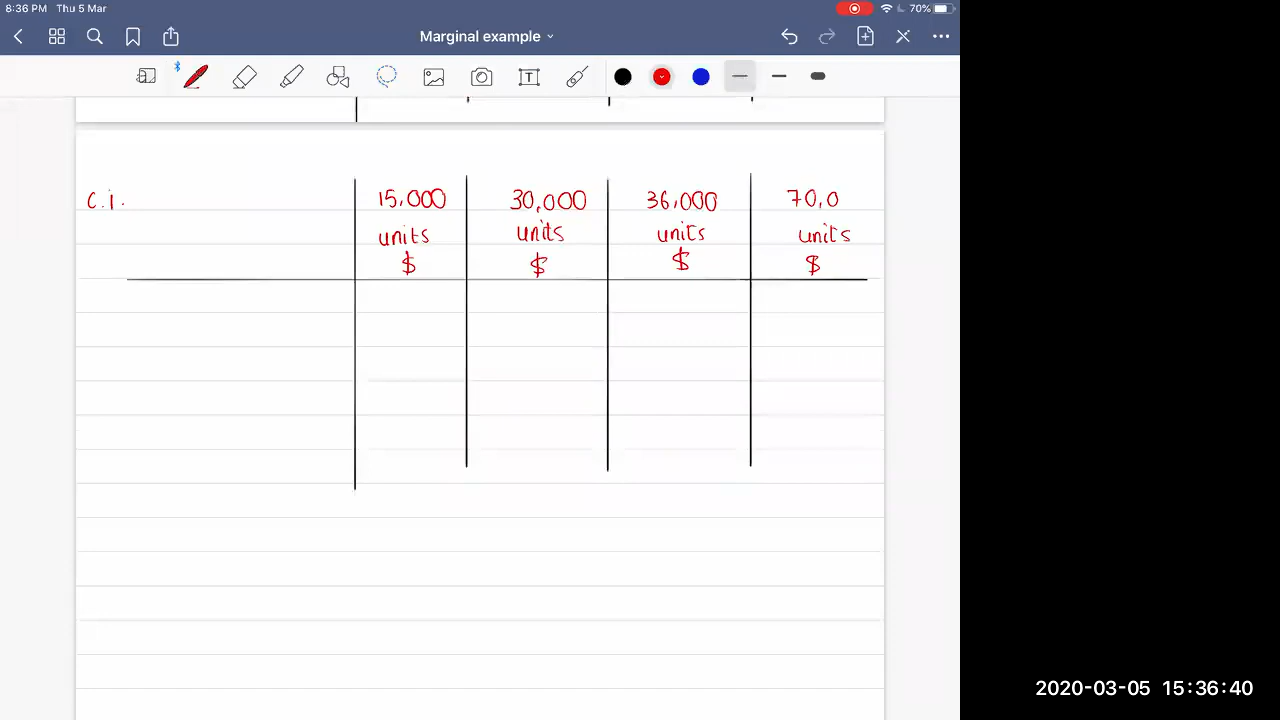 8:36 PM Thu 5 Mar
70%
Marginal example
T
c.i. 15,000 30,000 36,000 70,0
units units units units
$ $ $ $
2020-03-05 15:36:40